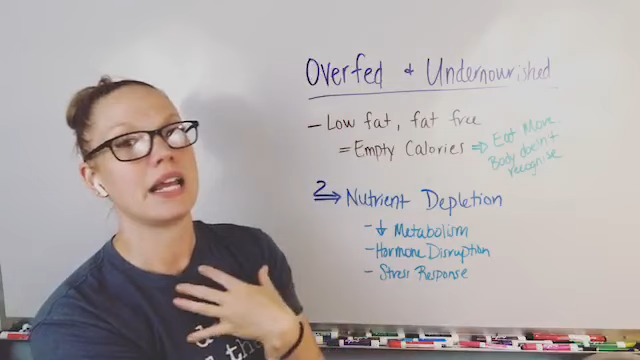 Overfed + Undernourished
- Low fat, fat free
= Empty Calories ⇒ Eat More
Body doesn't
recognise
2 ⇒ Nutrient Depletion
- ↓ Metabolism
- Hormone Disruption
- Stress Response